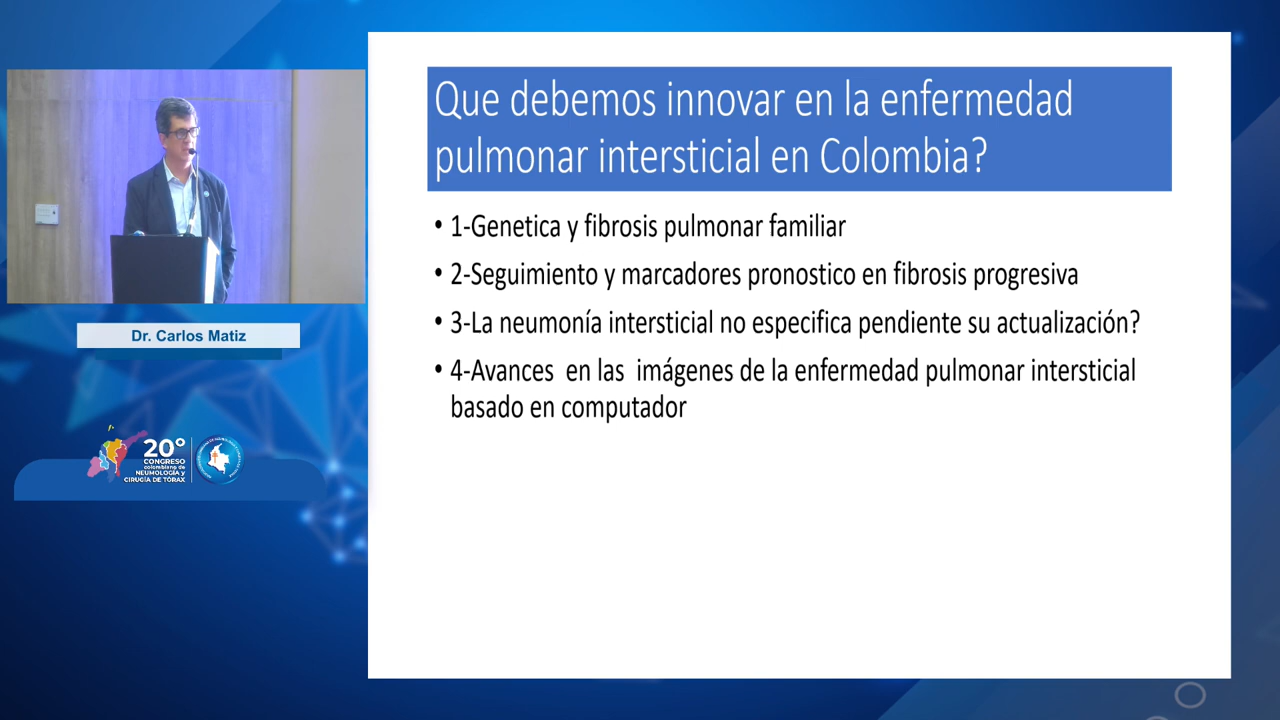 Que debemos innovar en la enfermedad
pulmonar intersticial en Colombia?
• 1-Genetica y fibrosis pulmonar familiar
• 2-Seguimiento y marcadores pronostico en fibrosis progresiva
• 3-La neumonía intersticial no especifica pendiente su actualización?
• 4-Avances en las imágenes de la enfermedad pulmonar intersticial
basado en computador
Dr. Carlos Matiz
20º
CONGRESO
colombiano de
NEUMOLOGÍA y
CIRUGÍA DE TÓRAX